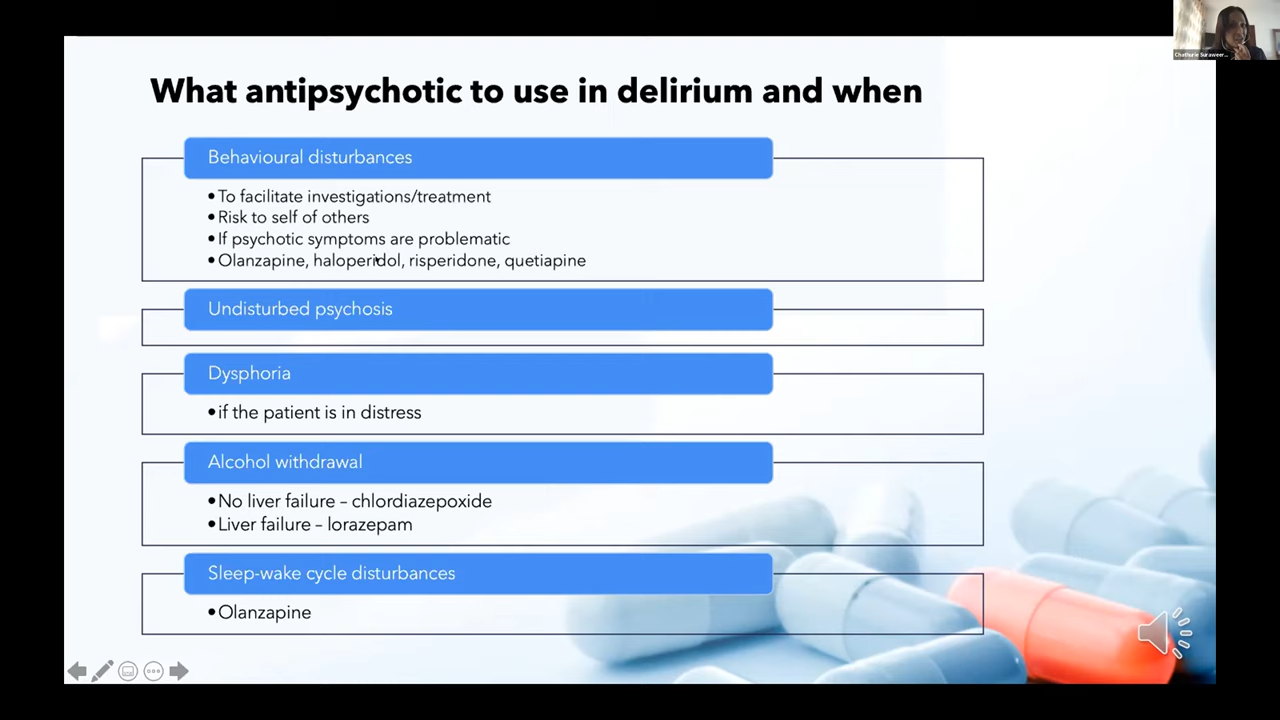 Chathurie Suraweer...
What antipsychotic to use in delirium and when
Behavioural disturbances
•To facilitate investigations/treatment
•Risk to self of others
•If psychotic symptoms are problematic
•Olanzapine, haloperidol, risperidone, quetiapine
Undisturbed psychosis
Dysphoria
•if the patient is in distress
Alcohol withdrawal
•No liver failure – chlordiazepoxide
•Liver failure – lorazepam
Sleep-wake cycle disturbances
•Olanzapine